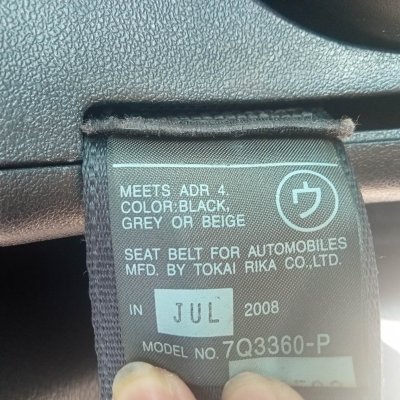 MEETS ADR 4,
COLOR:BLACK,
GREY OR BEIGE
ウ
SEAT BELT FOR AUTOMOBILES
MFD. BY TOKAI RIKA CO.,LTD.
IN JUL 2008
MODEL NO. 7Q3360-P